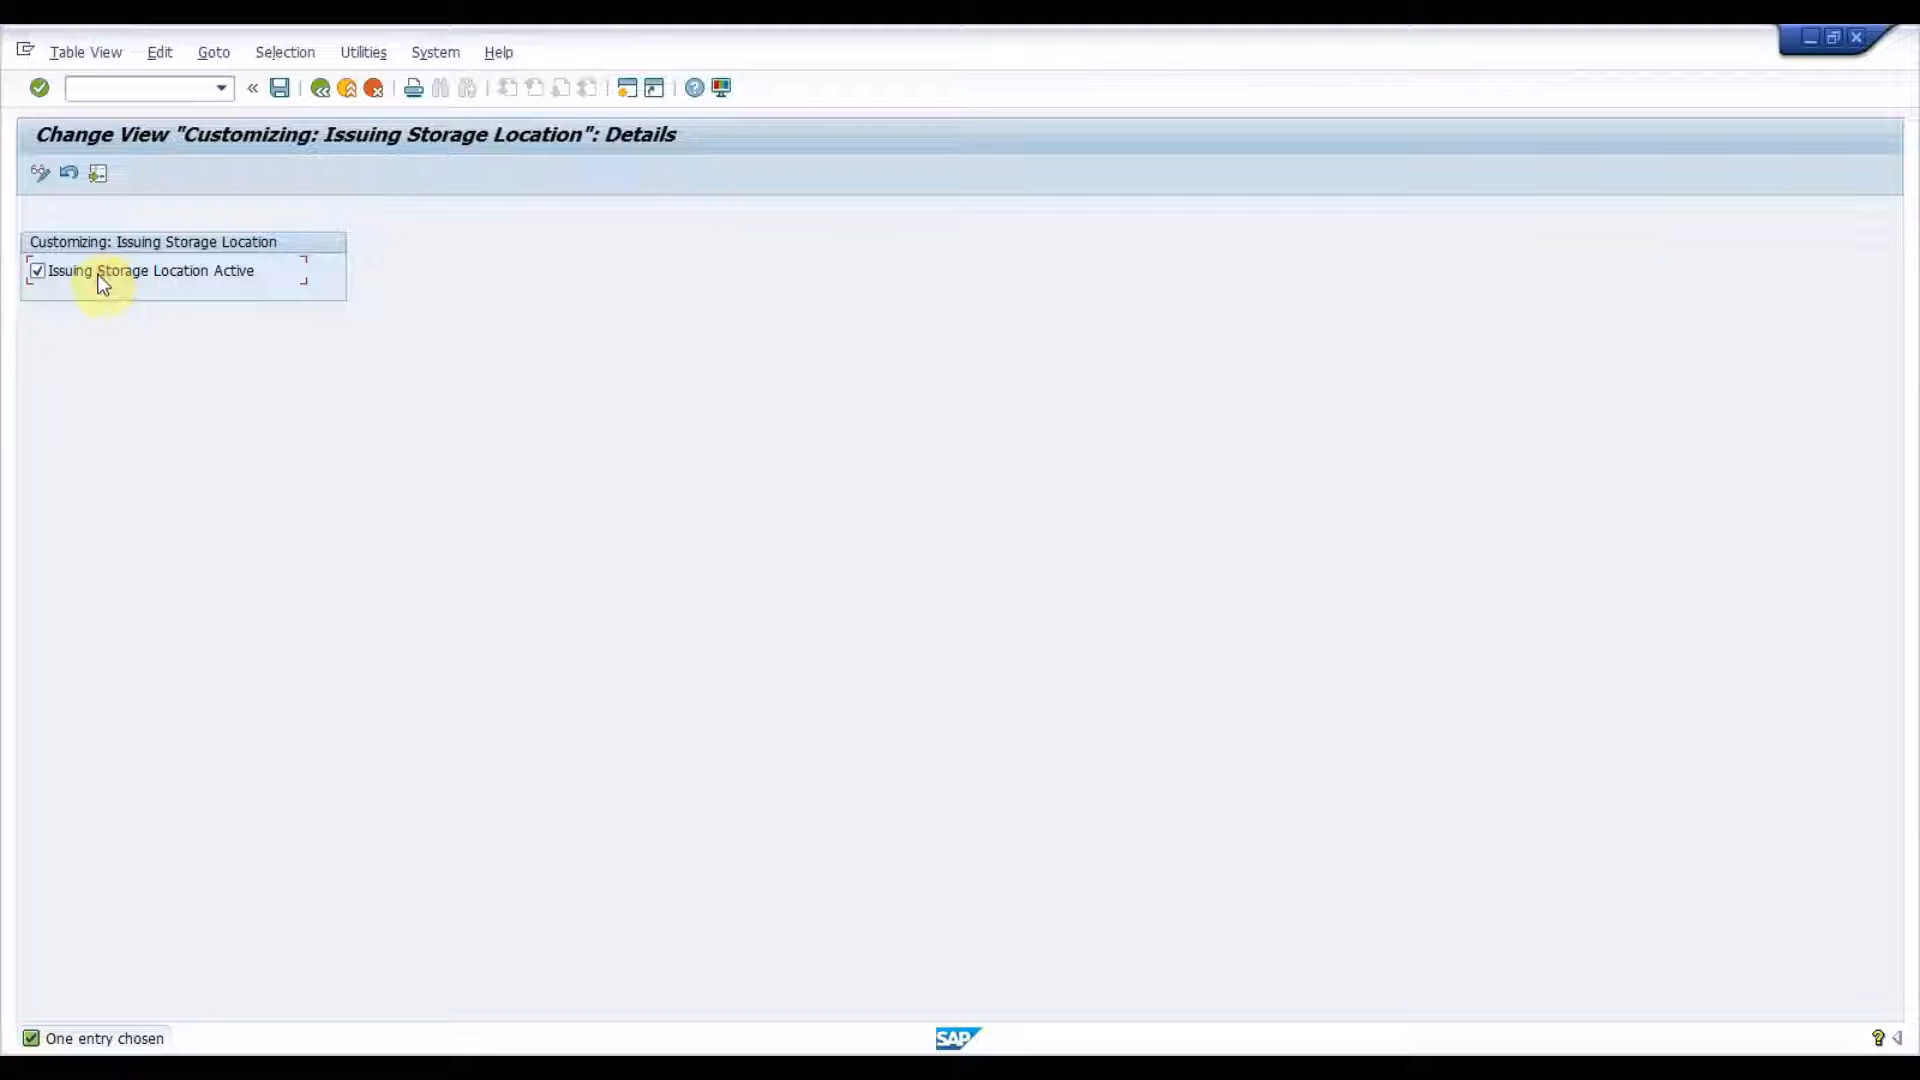 Table View Edit Goto Selection Utilities System Help
Change View "Customizing: Issuing Storage Location": Details
Customizing: Issuing Storage Location
Issuing Storage Location Active
One entry chosen
SAP